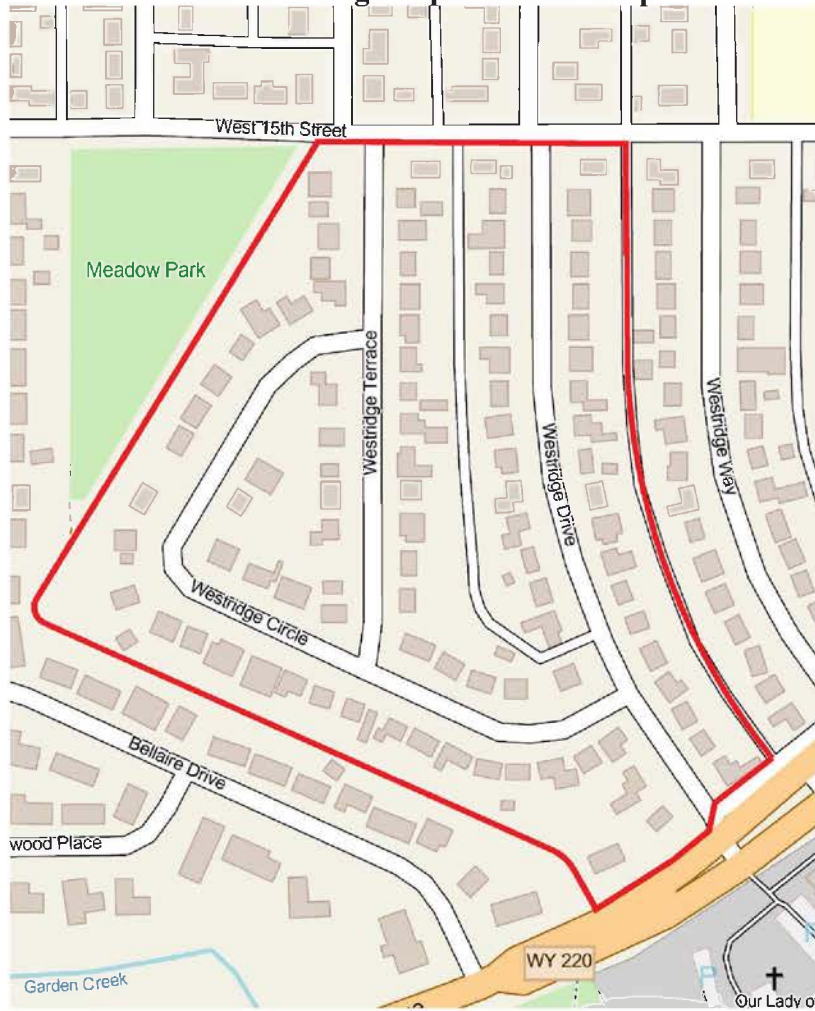 West 15th Street
Meadow Park
Westridge Terrace
Westridge Way
Westridge Drive
Westridge Circle
Bellaire Drive
wood Place
WY 220
Garden Creek
P
Our Lady o